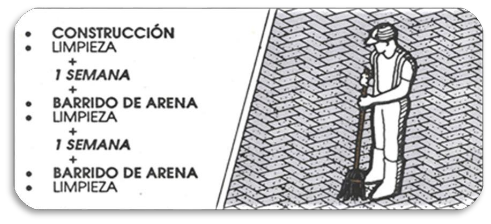 • CONSTRUCCIÓN
• LIMPIEZA
+
1 SEMANA
+
• BARRIDO DE ARENA
• LIMPIEZA
+
1 SEMANA
+
• BARRIDO DE ARENA
• LIMPIEZA